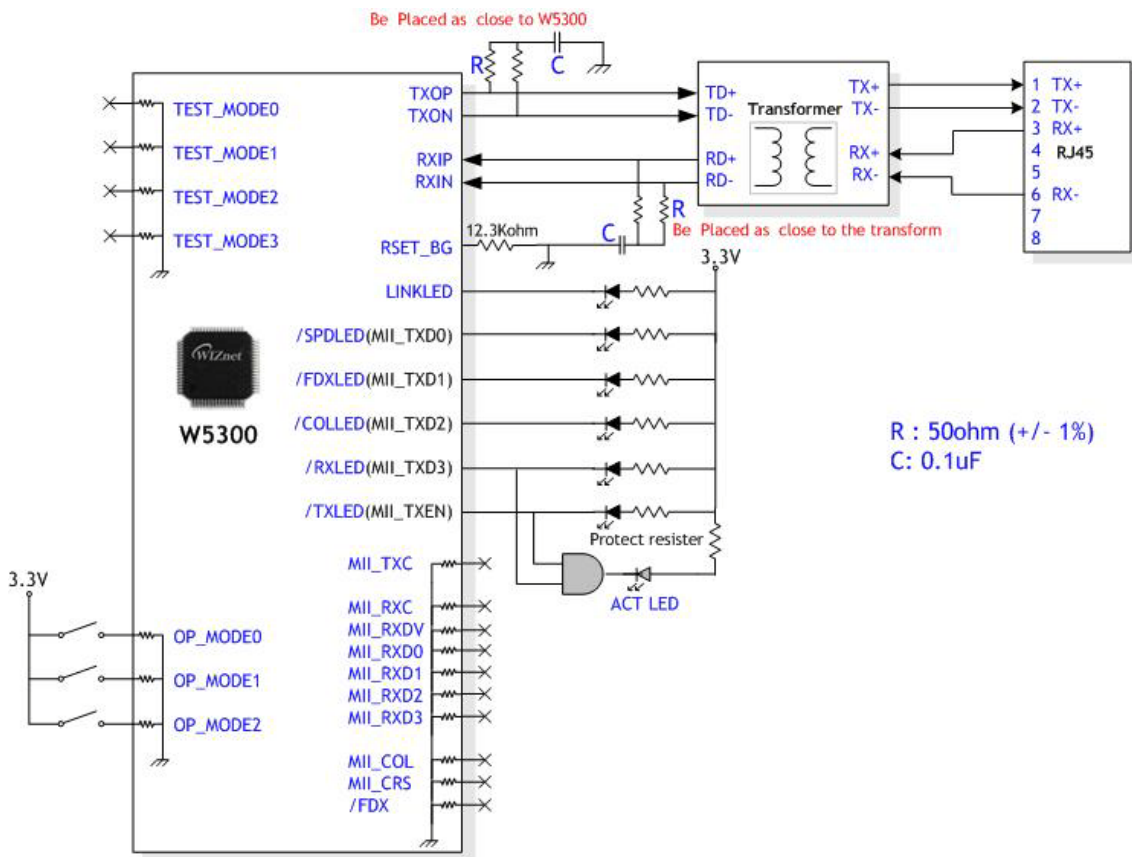 Be Placed as close to W5300
R
C
TXOP
TXON
RXIP
RXIN
RSET_BG
12.3Kohm
C
R
Be Placed as close to the transform
TD+
TD-
RD+
RD-
Transformer
TX+
TX-
RX+
RX-
1 TX+
2 TX-
3 RX+
4
RJ45
5
6 RX-
7
8
TEST_MODE0
TEST_MODE1
TEST_MODE2
TEST_MODE3
3.3V
LINKLED
/SPDLED(MII_TXD0)
/FDXLED(MII_TXD1)
/COLLED(MII_TXD2)
/RXLED(MII_TXD3)
/TXLED(MII_TXEN)
WIZnet
W5300
R : 50ohm (+/- 1%)
C: 0.1uF
Protect resister
ACT LED
MII_TXC
MII_RXC
MII_RXDV
MII_RXD0
MII_RXD1
MII_RXD2
MII_RXD3
MII_COL
MII_CRS
/FDX
3.3V
OP_MODE0
OP_MODE1
OP_MODE2